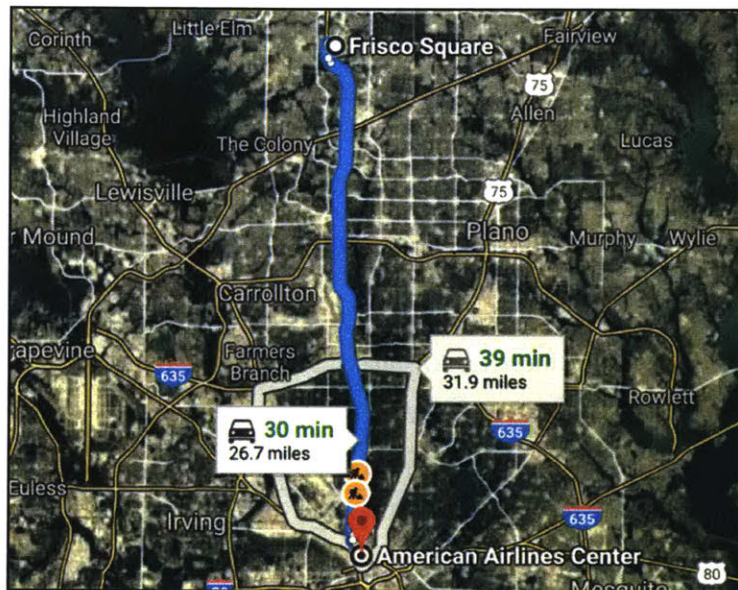 Little Elm
Corinth
Frisco Square
Fairview
75
Highland
Village
Allen
The Colony
Lucas
Lewisville
75
r Mound
Plano
Murphy
Wylie
Carrollton
39 min
31.9 miles
rapevine
635
Farmers
Branch
Rowlett
30 min
26.7 miles
635
Euless
Irving
635
American Airlines Center
80
Mesquite